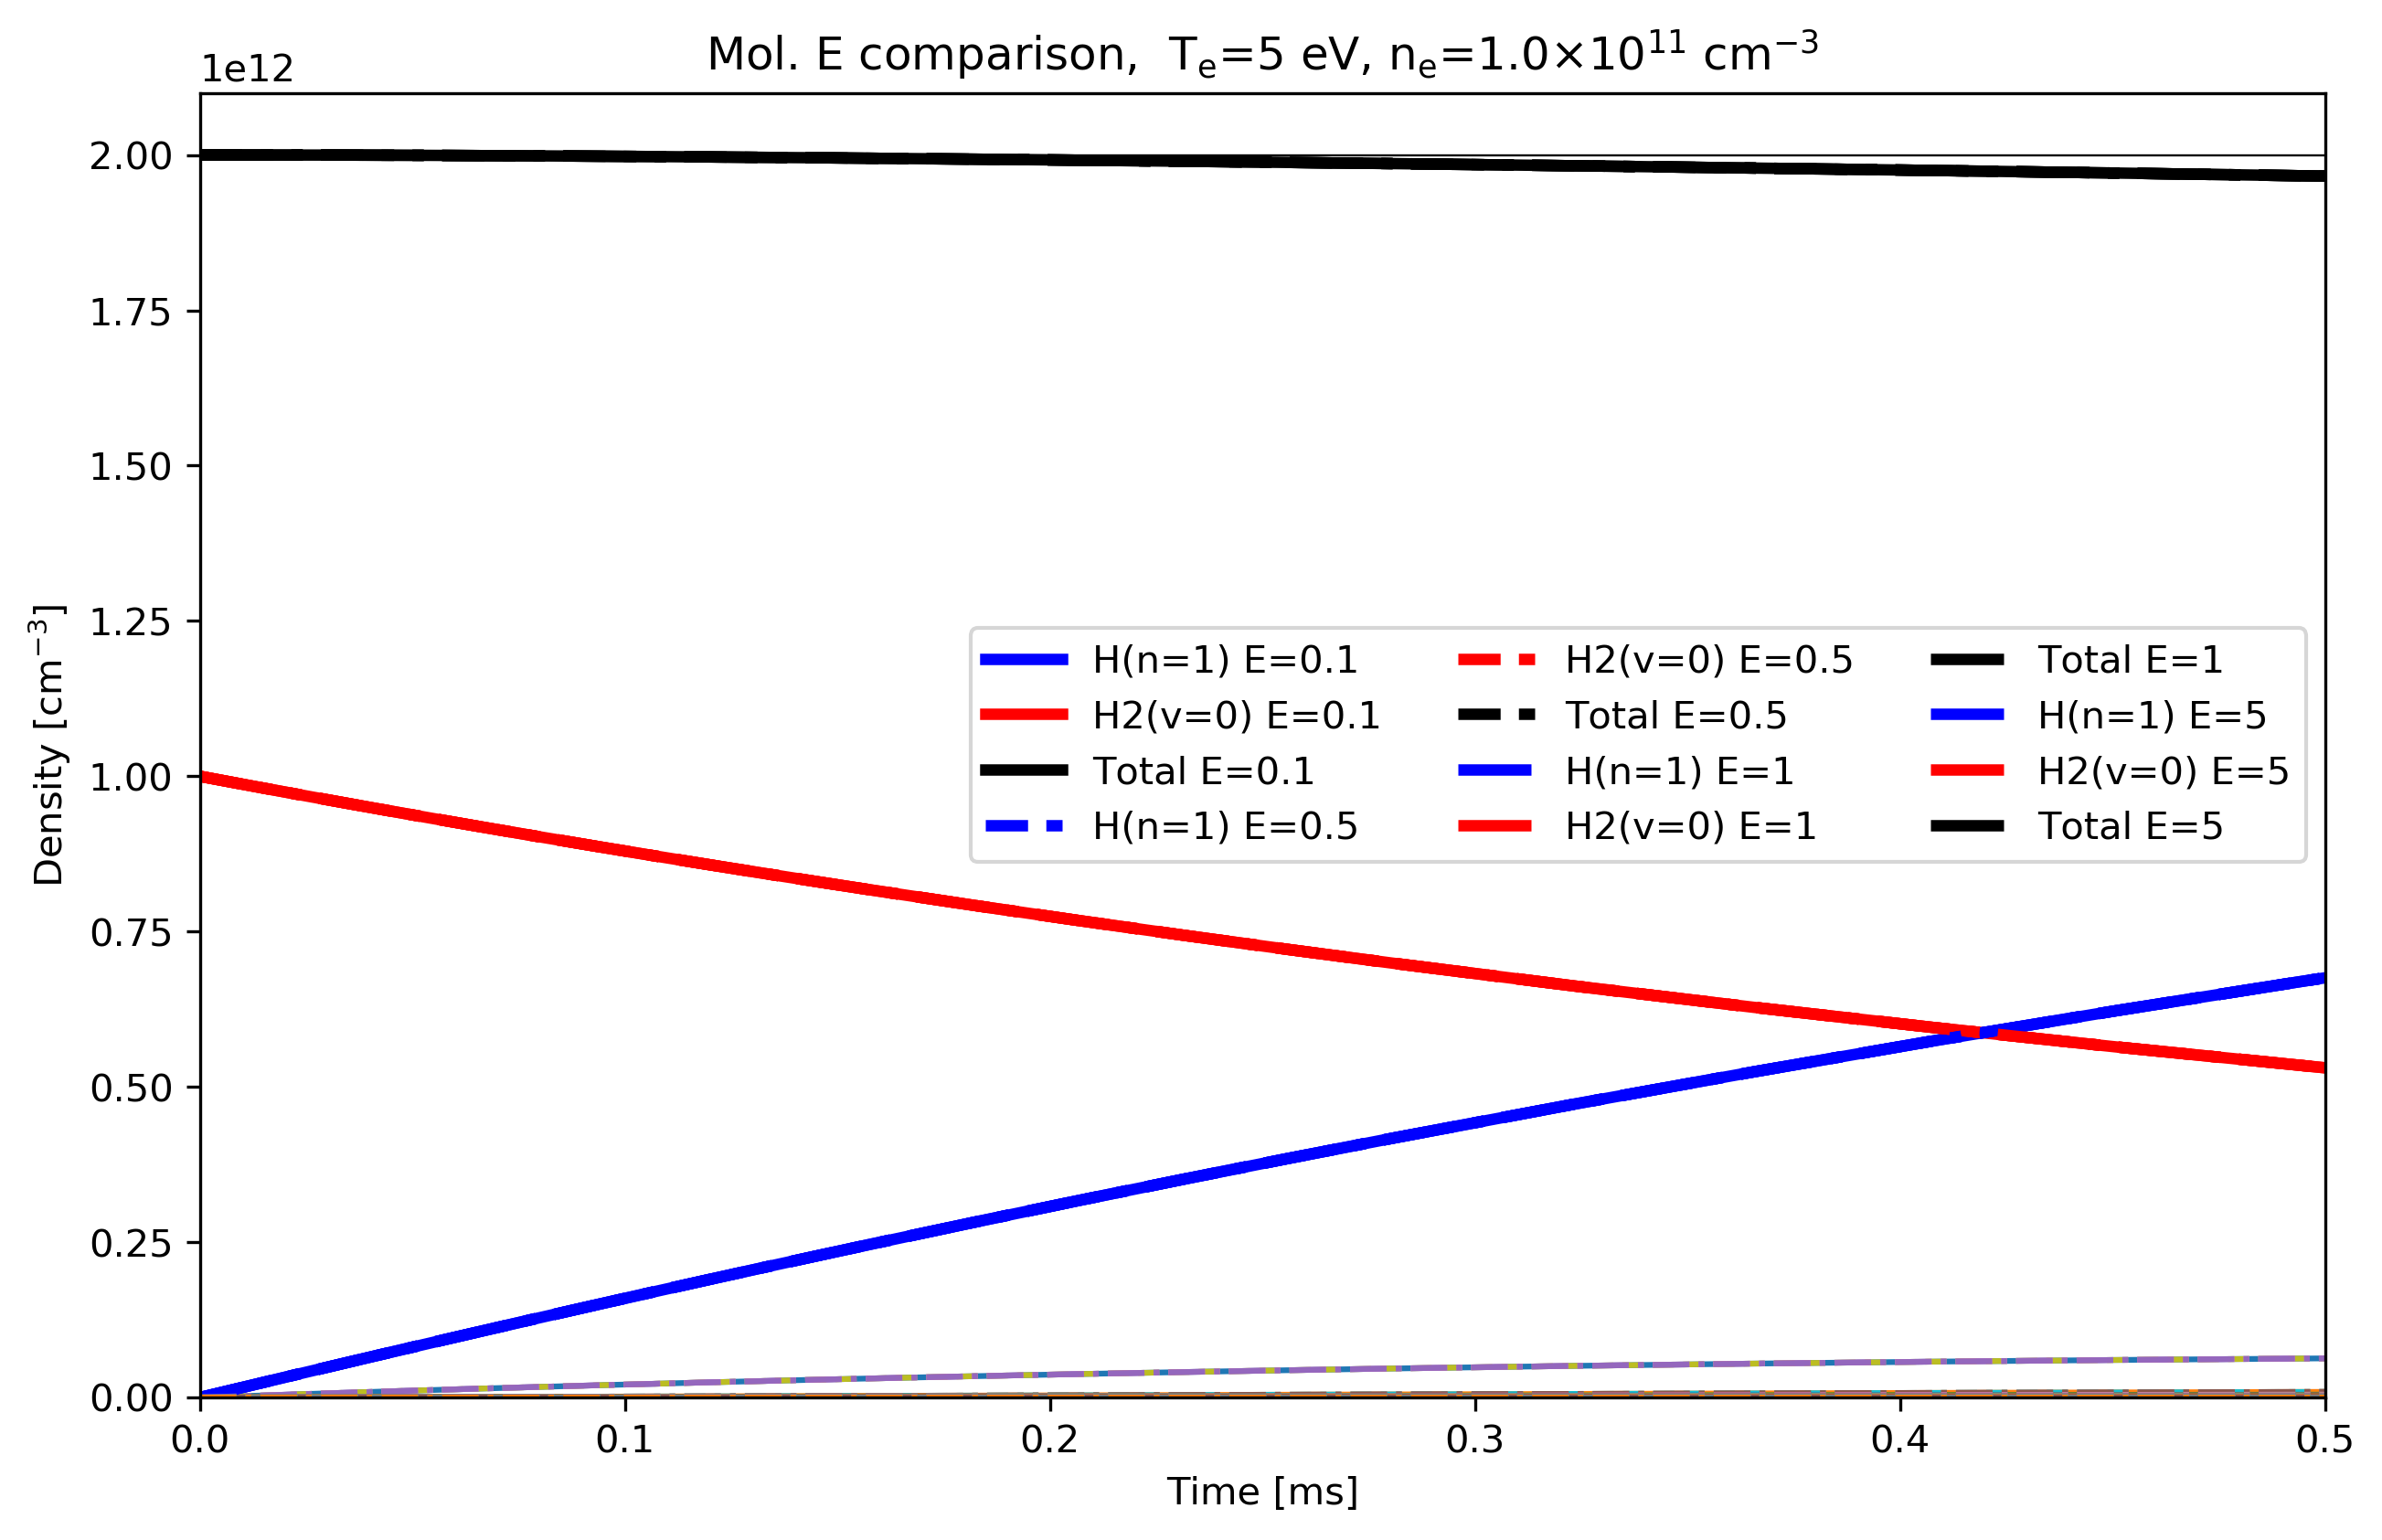 Mol. E comparison,  Tₑ=5 eV, nₑ=1.0×10¹¹ cm⁻³
1e12
2.00
1.75
1.50
1.25
1.00
0.75
0.50
0.25
0.00
Density [cm⁻³]
H(n=1) E=0.1
H2(v=0) E=0.1
Total E=0.1
H(n=1) E=0.5
H2(v=0) E=0.5
Total E=0.5
H(n=1) E=1
H2(v=0) E=1
Total E=1
H(n=1) E=5
H2(v=0) E=5
Total E=5
0.0 0.1 0.2 0.3 0.4 0.5
Time [ms]